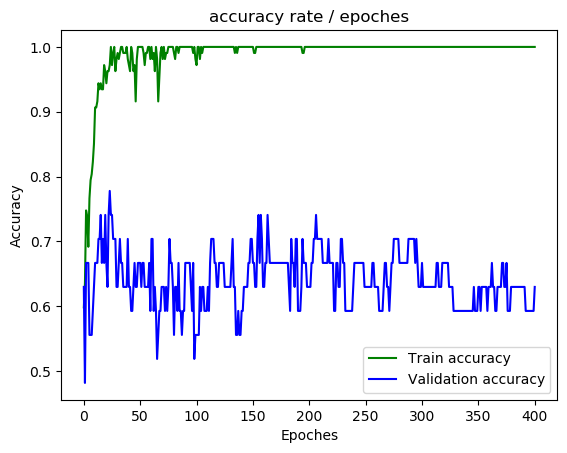 accuracy rate / epoches
1.0
0.9
0.8
0.7
0.6
0.5
Accuracy
0 50 100 150 200 250 300 350 400
Epoches
Train accuracy
Validation accuracy